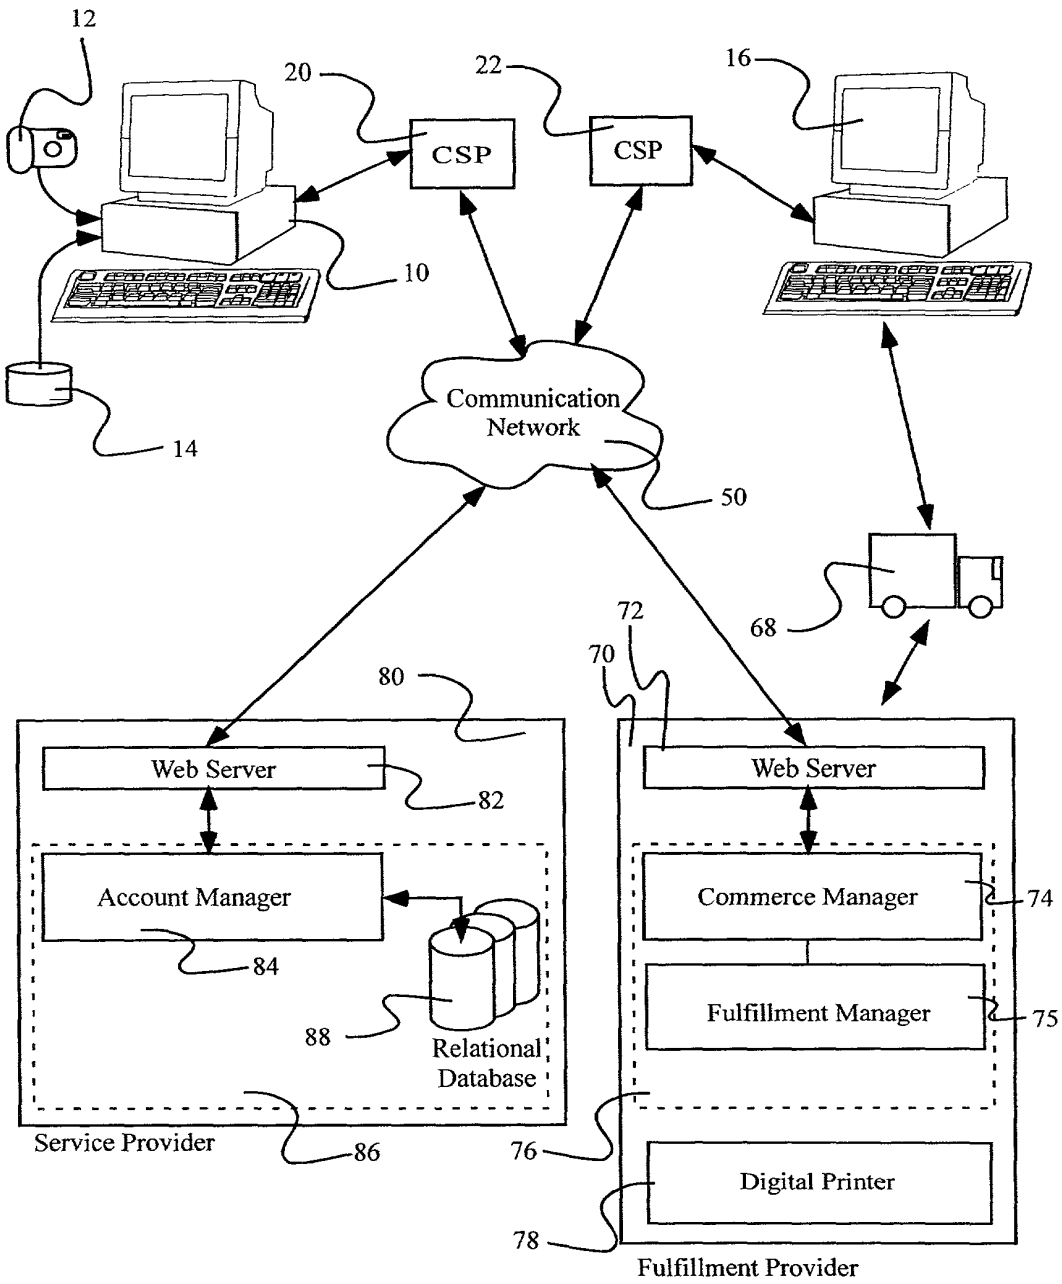 12
20
22
16
CSP
CSP
10
14
Communication
Network
50
68
72
70
80
Web Server
82
Web Server
Account Manager
84
Commerce Manager
74
88
Relational
Database
Fulfillment Manager
75
Service Provider
86
76
Digital Printer
78
Fulfillment Provider